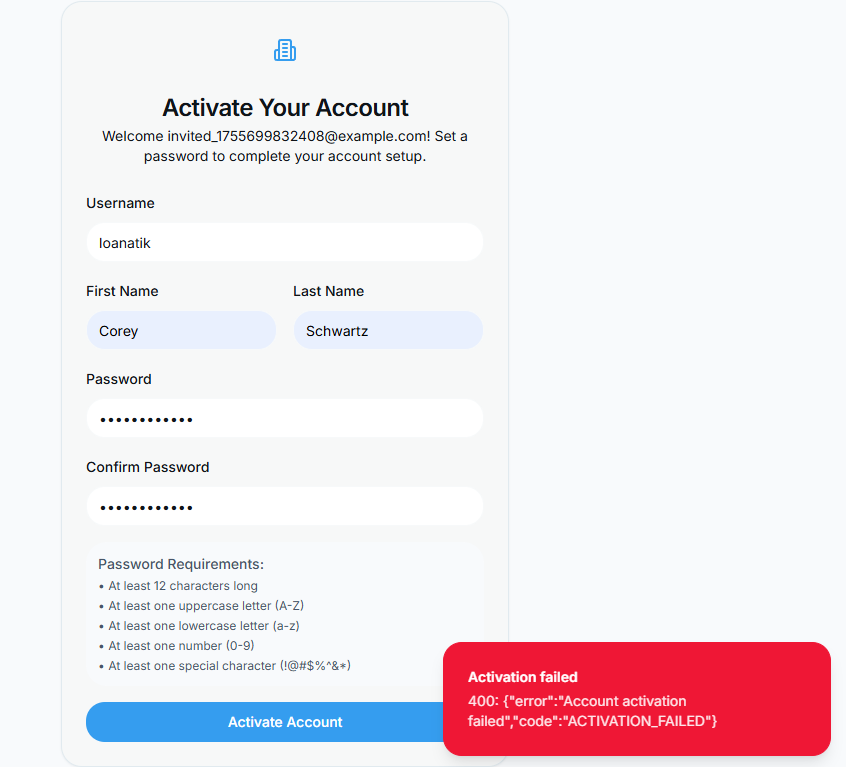 Activate Your Account
Welcome invited_1755699832408@example.com! Set a
password to complete your account setup.
Username
loanatik
First Name
Last Name
Corey
Schwartz
Password
••••••••••••
Confirm Password
••••••••••••
Password Requirements:
• At least 12 characters long
• At least one uppercase letter (A-Z)
• At least one lowercase letter (a-z)
• At least one number (0-9)
• At least one special character (!@#$%^&*)
Activate Account
Activation failed
400: {"error":"Account activation
failed","code":"ACTIVATION_FAILED"}